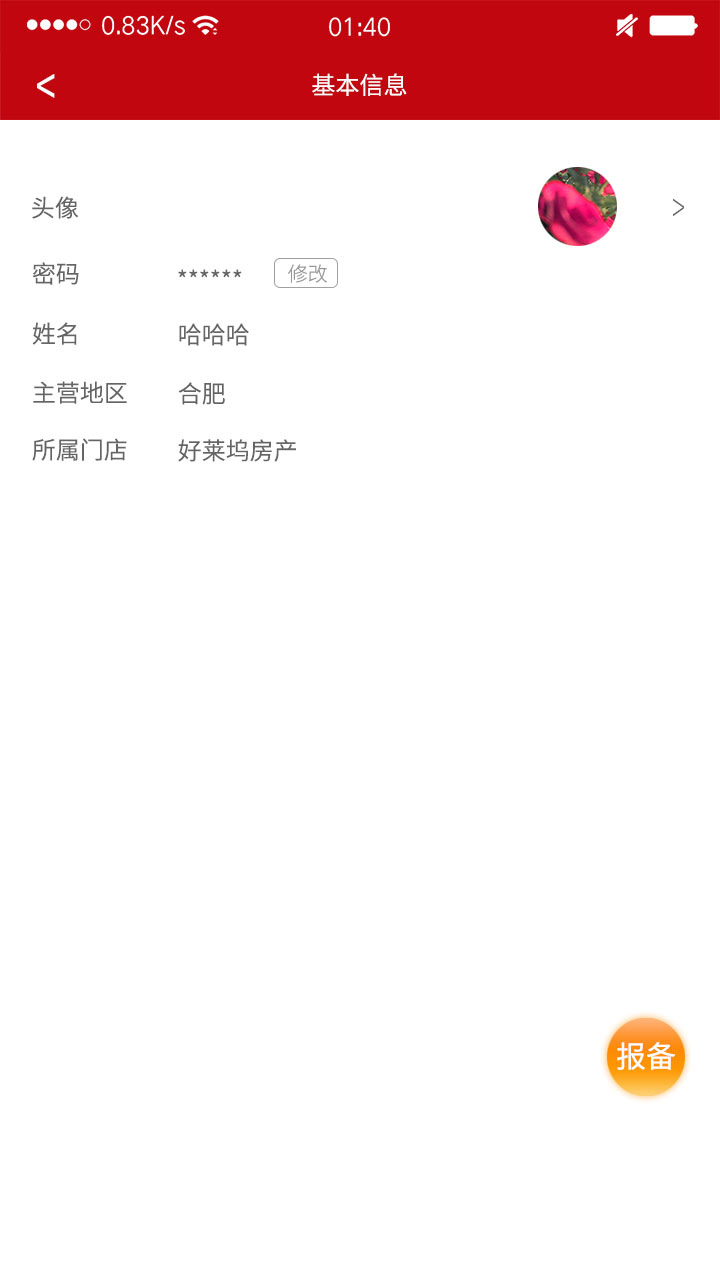 0.83K/s 01:40
< 基本信息
头像 >
密码 ****** 修改
姓名 哈哈哈
主营地区 合肥
所属门店 好莱坞房产
报备